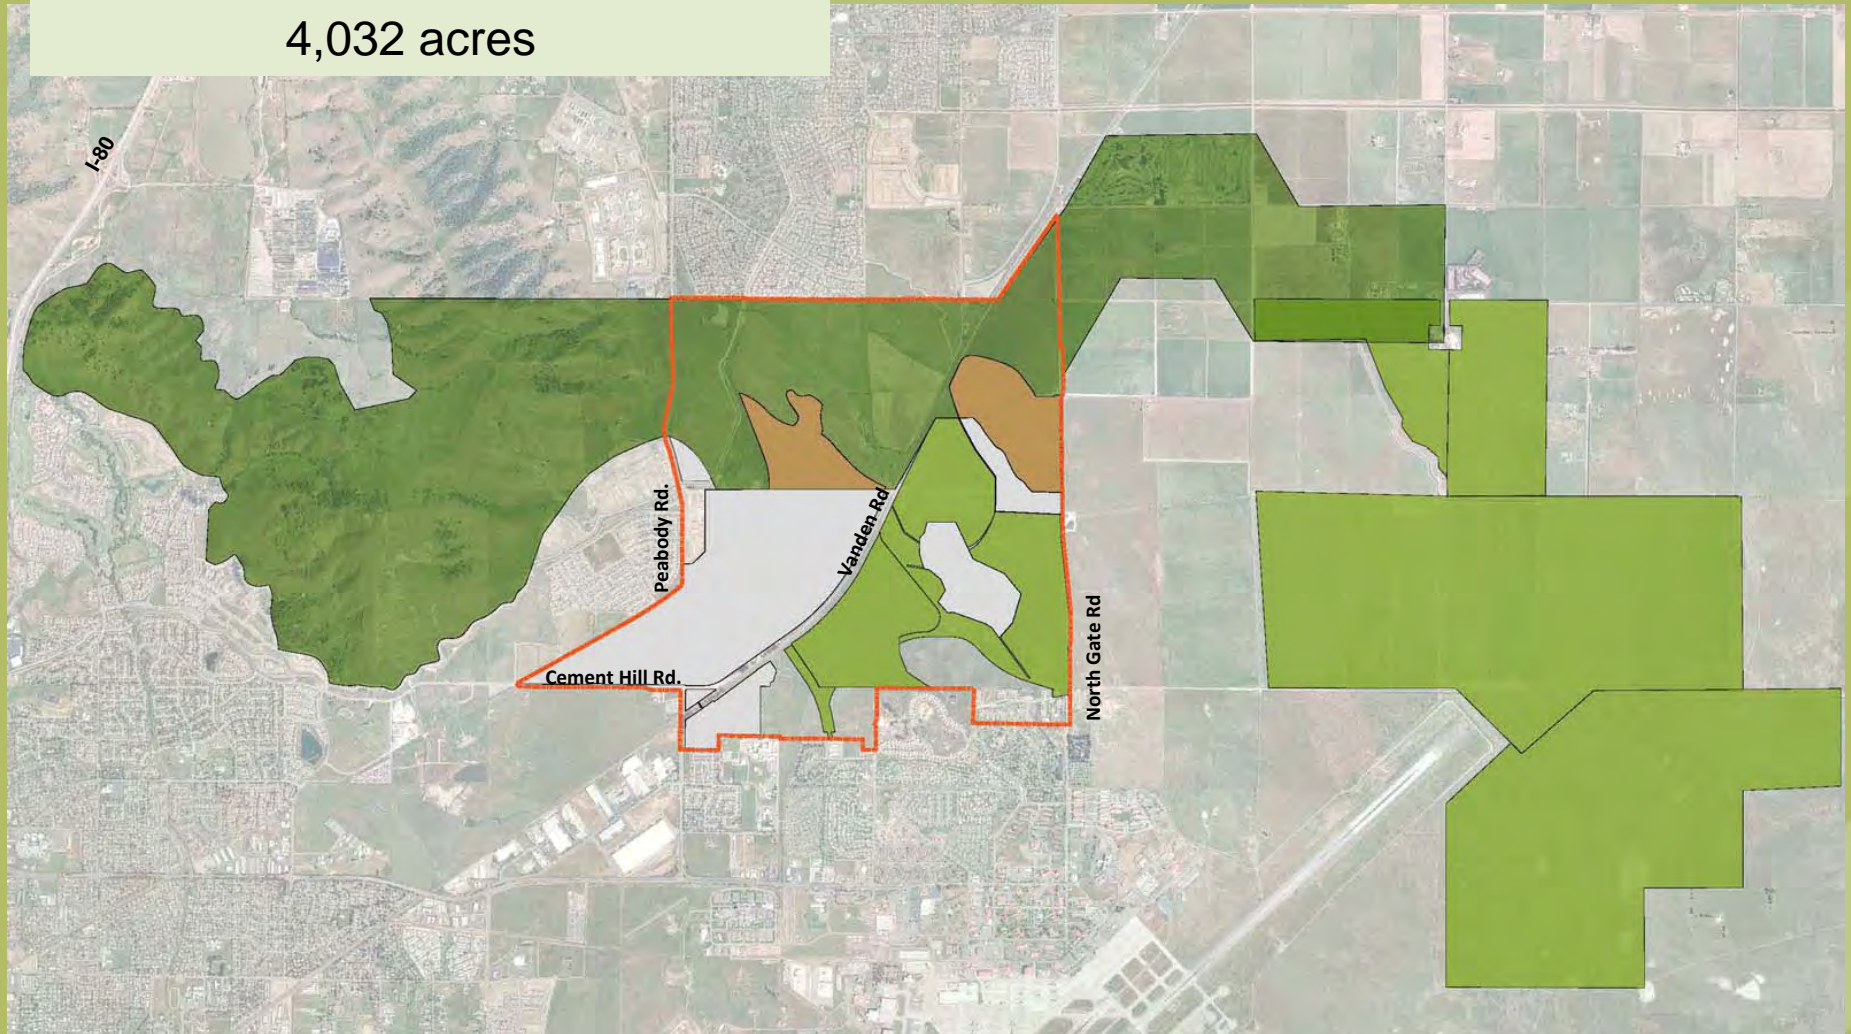 4,032 acres
I-80
Peabody Rd.
Vanden Rd
North Gate Rd
Cement Hill Rd.